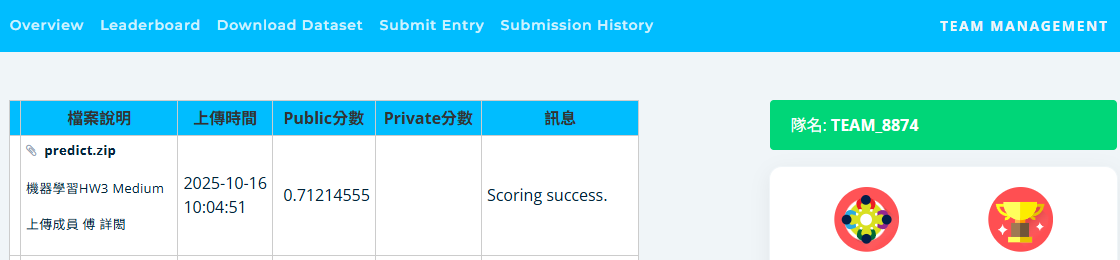 Overview Leaderboard Download Dataset Submit Entry Submission History TEAM MANAGEMENT
檔案說明 上傳時間 Public分數 Private分數 訊息
隊名: TEAM_8874
predict.zip
機器學習HW3 Medium
2025-10-16
10:04:51
0.71214555
Scoring success.
上傳成員 傅 詳閎